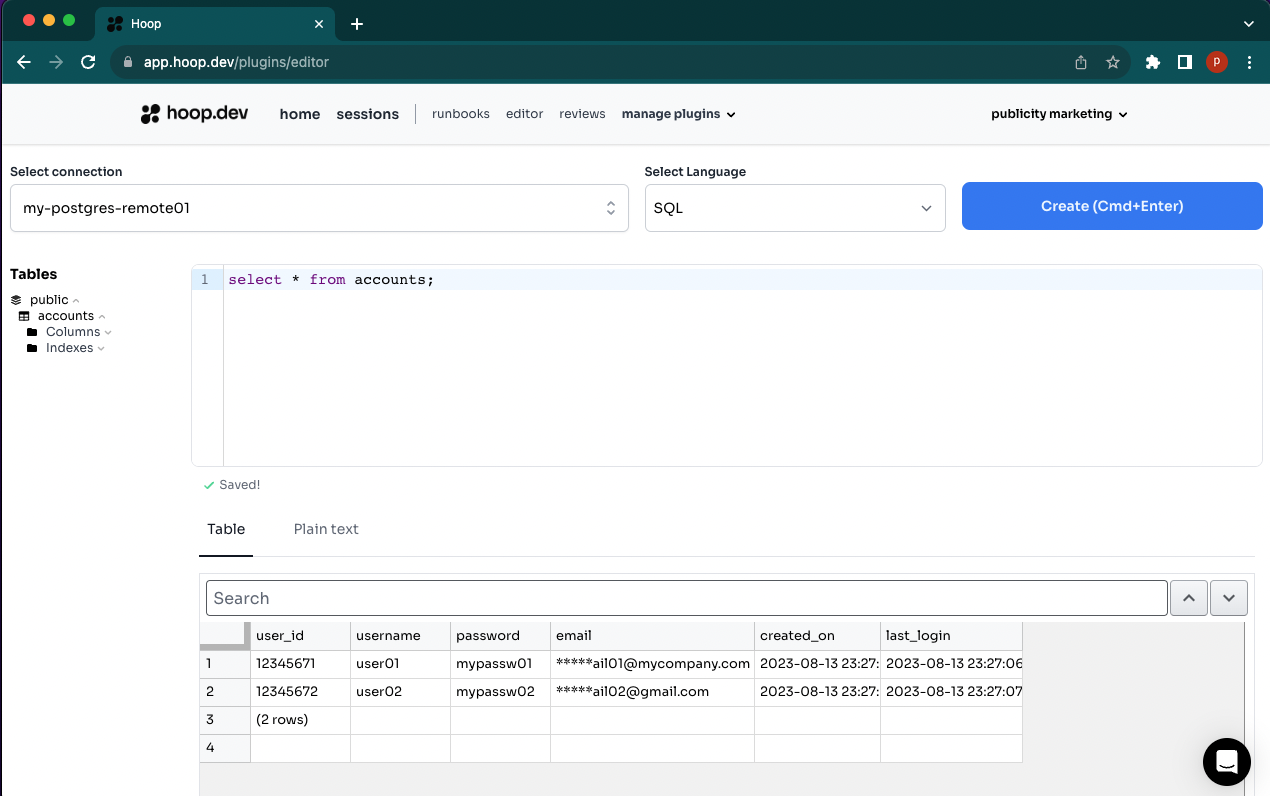 Hoop
app.hoop.dev/plugins/editor
P
hoop.dev home sessions runbooks editor reviews manage plugins publicity marketing
Select connection Select Language
my-postgres-remote01 SQL Create (Cmd+Enter)
Tables
public
accounts
Columns
Indexes
1 select * from accounts;
Saved!
Table Plain text
Search
user_id username password email created_on last_login
1 12345671 user01 mypassw01 *****ail01@mycompany.com 2023-08-13 23:27: 2023-08-13 23:27:06
2 12345672 user02 mypassw02 *****ail02@gmail.com 2023-08-13 23:27: 2023-08-13 23:27:07
3 (2 rows)
4